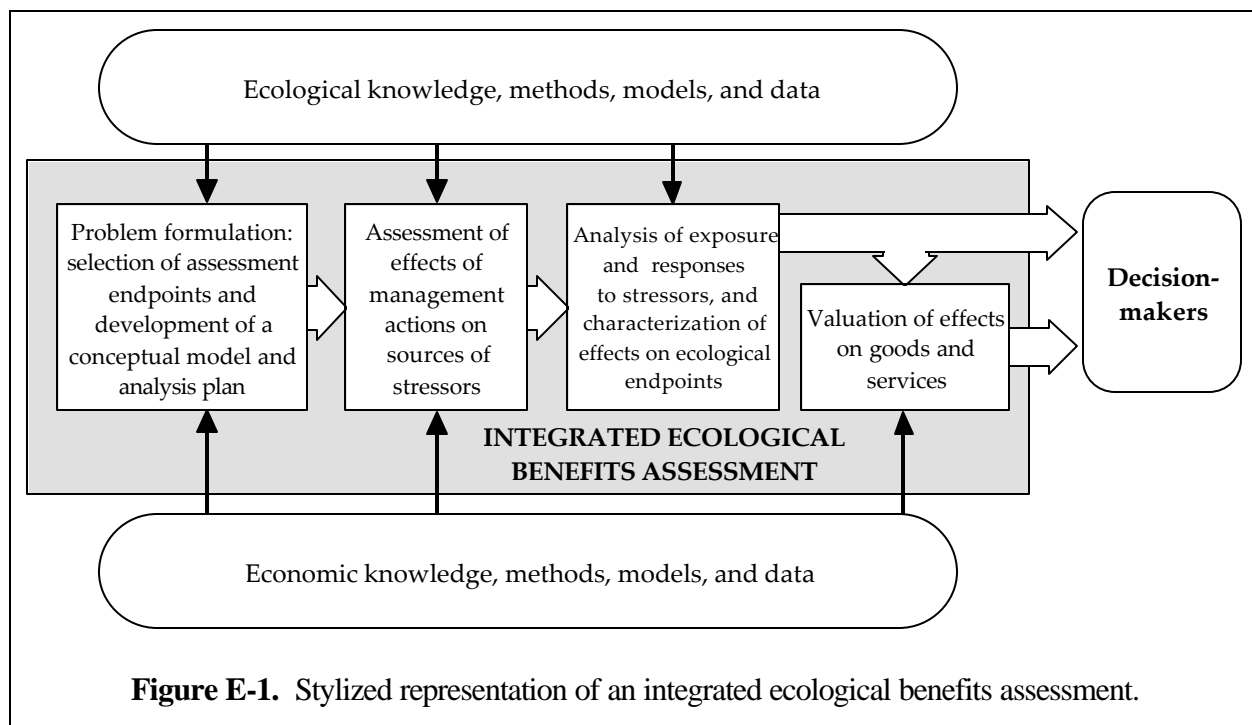 Ecological knowledge, methods, models, and data
Problem formulation:
selection of assessment
endpoints and
development of a
conceptual model and
analysis plan
Assessment of
effects of
management
actions on
sources of
stressors
Analysis of exposure
and responses
to stressors, and
characterization of
effects on ecological
endpoints
Valuation of effects
on goods and
services
Decision-
makers
INTEGRATED ECOLOGICAL
BENEFITS ASSESSMENT
Economic knowledge, methods, models, and data
Figure E-1. Stylized representation of an integrated ecological benefits assessment.